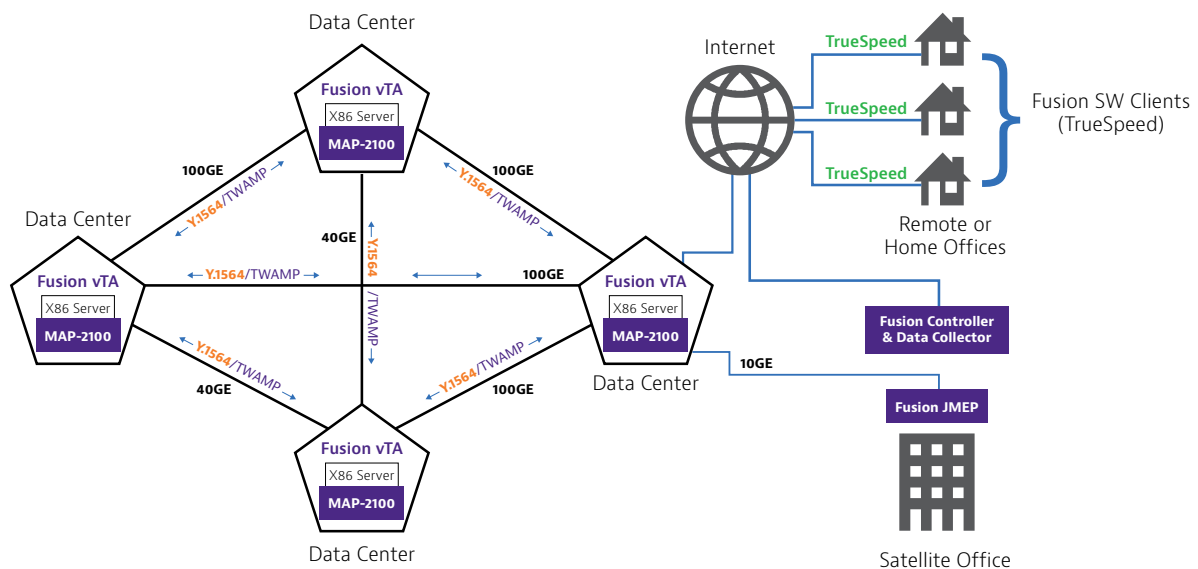 Data Center
Fusion vTA
X86 Server
MAP-2100
100GE
Y.1564/TWAMP
100GE
Y.1564/TWAMP
Data Center
Fusion vTA
X86 Server
MAP-2100
40GE
Y.1564
/TWAMP
Y.1564/TWAMP
100GE
Fusion vTA
X86 Server
MAP-2100
Data Center
Y.1564/TWAMP
40GE
Y.1564/TWAMP
100GE
Fusion vTA
X86 Server
MAP-2100
Data Center
Internet
TrueSpeed
TrueSpeed
TrueSpeed
Fusion SW Clients
(TrueSpeed)
Remote or
Home Offices
Fusion Controller
& Data Collector
10GE
Fusion JMEP
Satellite Office